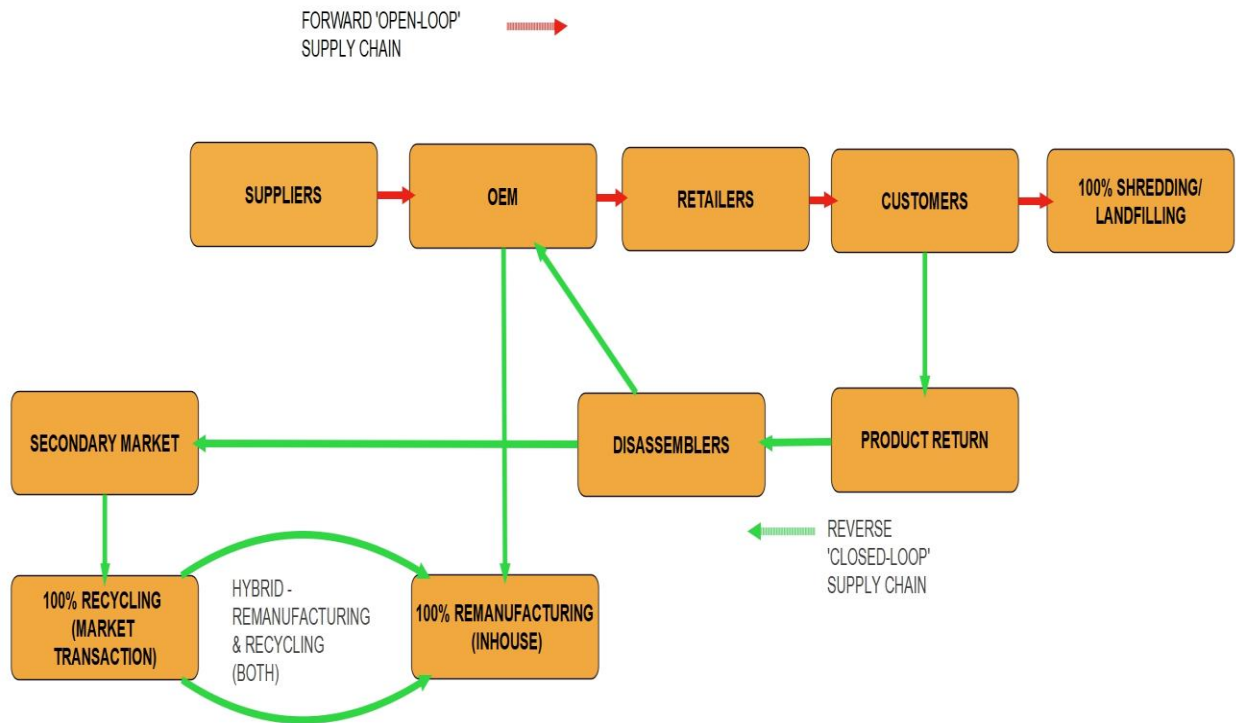 FORWARD 'OPEN-LOOP'
SUPPLY CHAIN
SUPPLIERS
OEM
RETAILERS
CUSTOMERS
100% SHREDDING/
LANDFILLING
SECONDARY MARKET
DISASSEMBLERS
PRODUCT RETURN
REVERSE
'CLOSED-LOOP'
SUPPLY CHAIN
100% RECYCLING
(MARKET
TRANSACTION)
HYBRID -
REMANUFACTURING
& RECYCLING
(BOTH)
100% REMANUFACTURING
(INHOUSE)